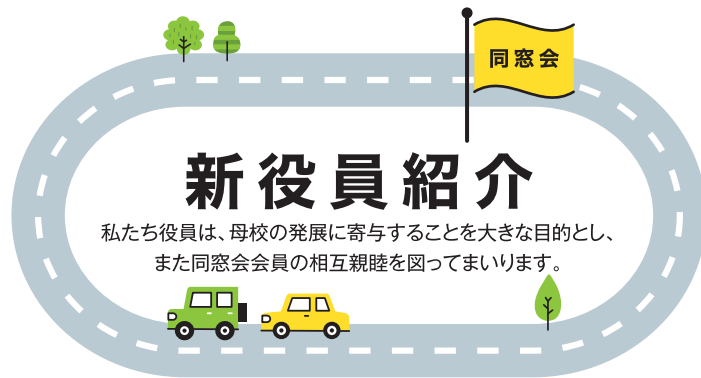 同窓会
新役員紹介
私たち役員は、母校の発展に寄与することを大きな目的とし、
また同窓会会員の相互親睦を図ってまいります。